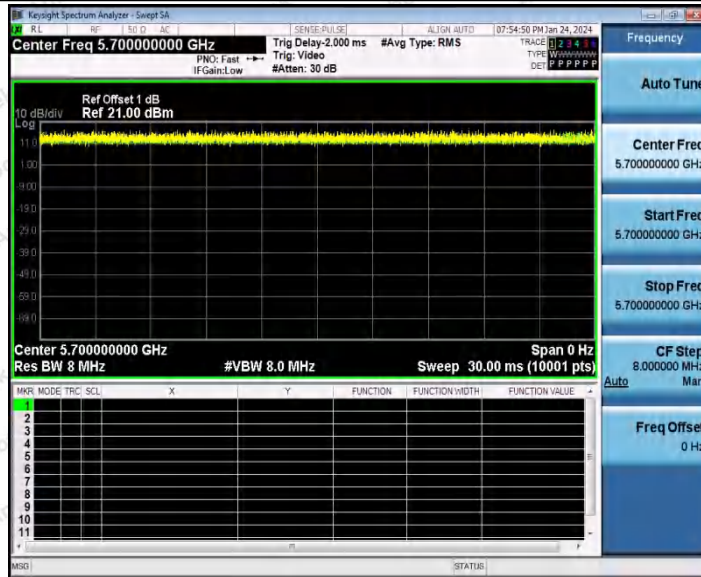 Keysight Spectrum Analyzer - Swept SA
RL RF 50 Ω AC SENSE:PULSE ALIGN AUTO 07:54:50 PM Jan 24, 2024
Center Freq 5.700000000 GHz
PNO: Fast
IFGain:Low
Trig Delay-2.000 ms
Trig: Video
#Atten: 30 dB
#Avg Type: RMS
TRACE 1 2 3 4 5 6
TYPE W
DET P P P P P P
Ref Offset 1 dB
10 dB/div Ref 21.00 dBm
Log
11.0
1.00
-9.00
-19.0
-29.0
-39.0
-49.0
-59.0
-69.0
Center 5.700000000 GHz Span 0 Hz
Res BW 8 MHz #VBW 8.0 MHz Sweep 30.00 ms (10001 pts)
MKR MODE TRC SCL X Y FUNCTION FUNCTION WIDTH FUNCTION VALUE
1
2
3
4
5
6
7
8
9
10
11
MSG STATUS
Frequency
Auto Tune
Center Freq
5.700000000 GHz
Start Freq
5.700000000 GHz
Stop Freq
5.700000000 GHz
CF Step
8.000000 MHz
Auto Man
Freq Offset
0 Hz